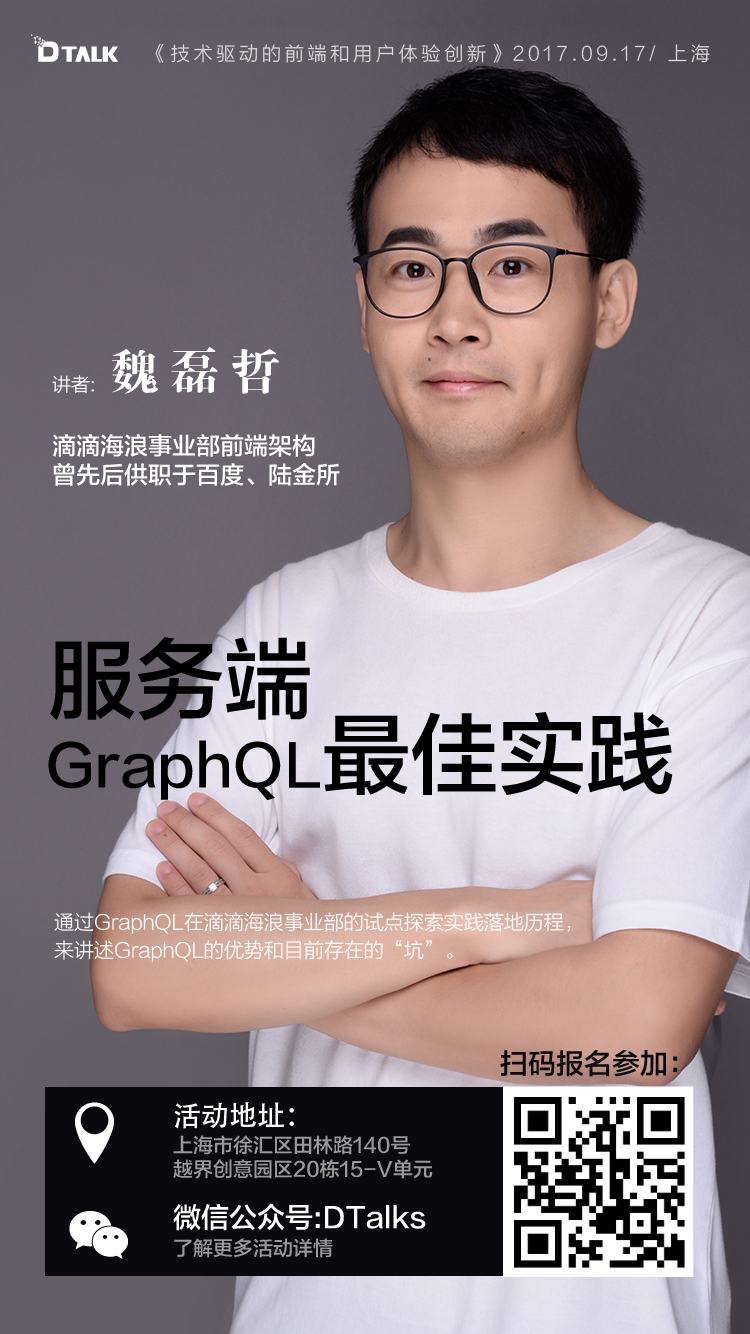 DTALK 《技术驱动的前端和用户体验创新》2017.09.17/ 上海
讲者: 魏磊哲
滴滴海浪事业部前端架构
曾先后供职于百度、陆金所
服务端
GraphQL最佳实践
通过GraphQL在滴滴海浪事业部的试点探索实践落地历程，
来讲述GraphQL的优势和目前存在的“坑”。
扫码报名参加：
活动地址：
上海市徐汇区田林路140号
越界创意园区20栋15-V单元
微信公众号:DTalks
了解更多活动详情